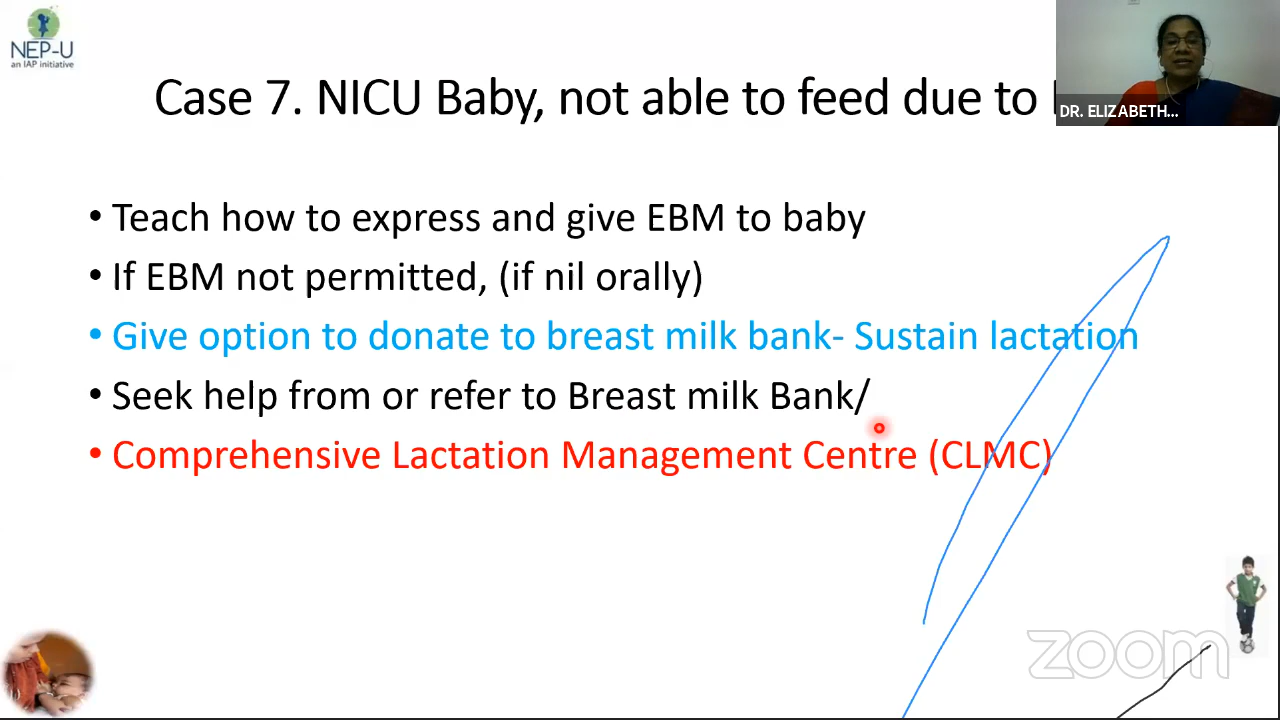 NEP-U
an IAP initiative
Case 7. NICU Baby, not able to feed due to
DR. ELIZABETH...
• Teach how to express and give EBM to baby
• If EBM not permitted, (if nil orally)
• Give option to donate to breast milk bank- Sustain lactation
• Seek help from or refer to Breast milk Bank/
• Comprehensive Lactation Management Centre (CLMC)
zoom